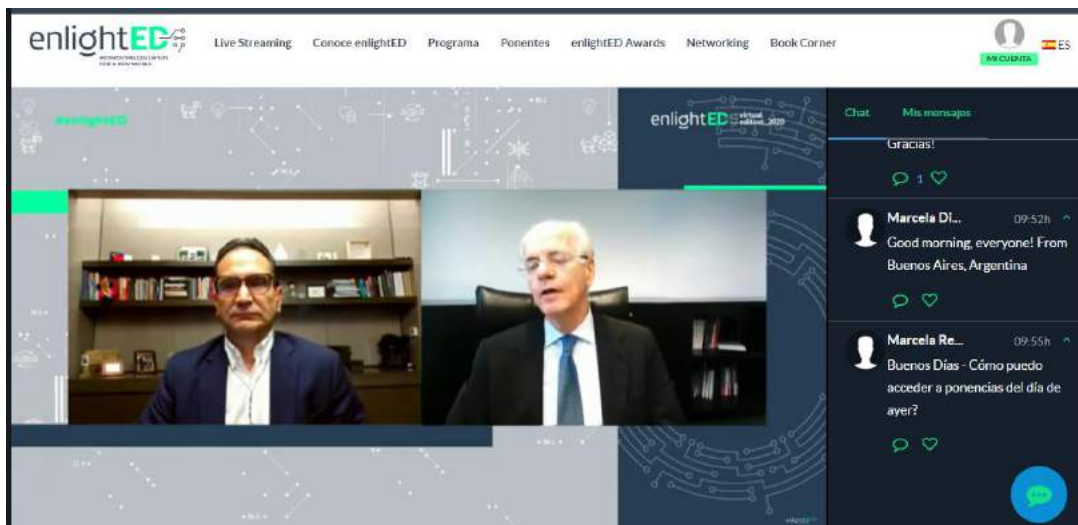 enlightED
Live Streaming
Conoce enlightED
Programa
Ponentes
enlightED Awards
Networking
Book Corner
MI CUENTA
ES
#enlightED
enlightED virtual edition_2020
Chat
Mis mensajes
Gracias!
1
Marcela Di...
09:52h
Good morning, everyone! From
Buenos Aires, Argentina
Marcela Re...
09:55h
Buenos Días - Cómo puedo
acceder a ponencias del día de
ayer?